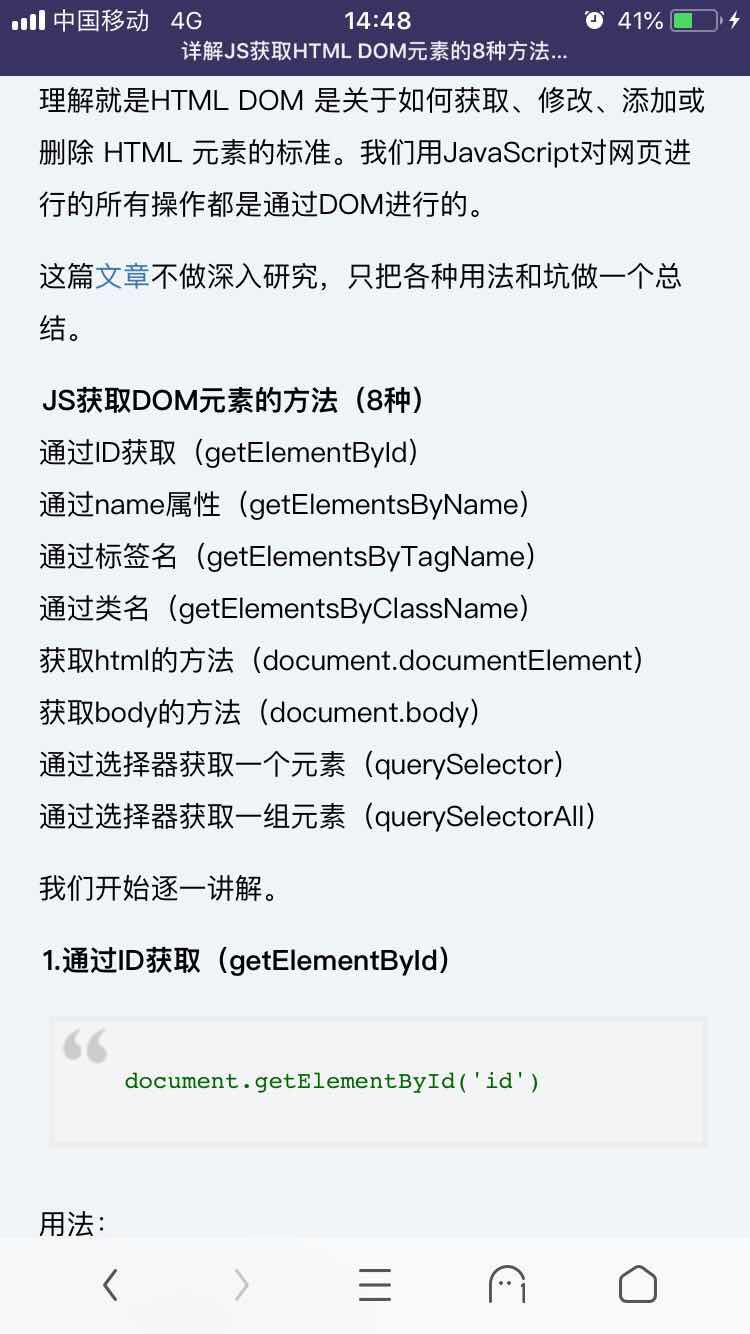 中国移动 4G 14:48 41%
详解JS获取HTML DOM元素的8种方法...
理解就是HTML DOM 是关于如何获取、修改、添加或
删除 HTML 元素的标准。我们用JavaScript对网页进
行的所有操作都是通过DOM进行的。
这篇文章不做深入研究，只把各种用法和坑做一个总
结。
JS获取DOM元素的方法（8种）
通过ID获取（getElementById）
通过name属性（getElementsByName）
通过标签名（getElementsByTagName）
通过类名（getElementsByClassName）
获取html的方法（document.documentElement）
获取body的方法（document.body）
通过选择器获取一个元素（querySelector）
通过选择器获取一组元素（querySelectorAll）
我们开始逐一讲解。
1.通过ID获取（getElementById）
document.getElementById('id')
用法：
1